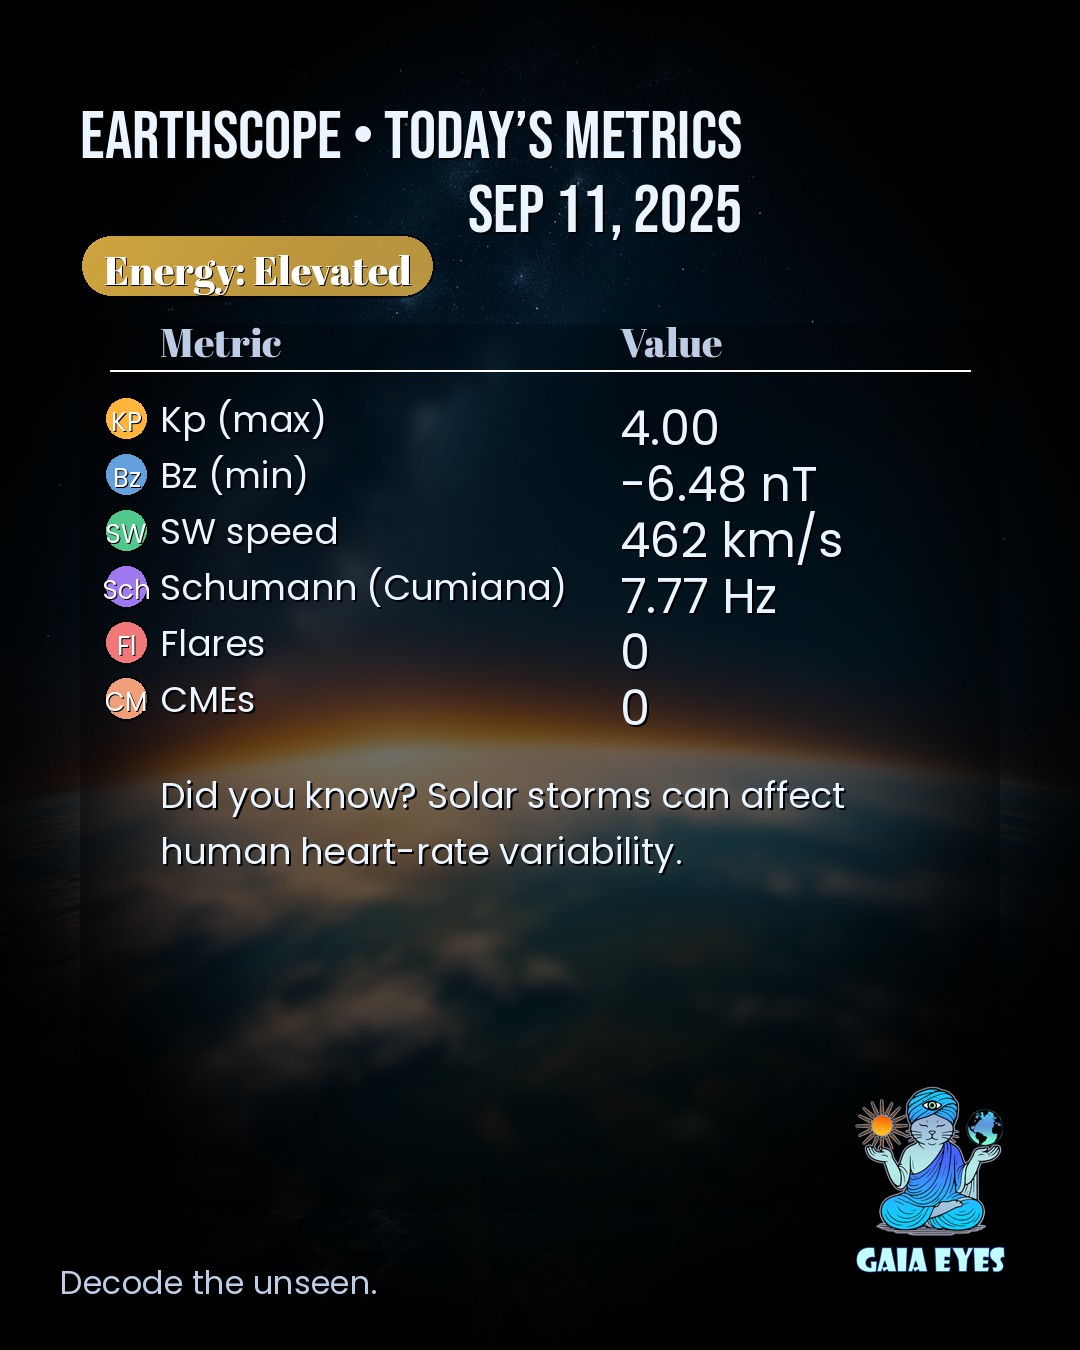 EARTHSCOPE • TODAY’S METRICS
SEP 11, 2025
Energy: Elevated
Metric Value
KP Kp (max) 4.00
Bz Bz (min) -6.48 nT
SW SW speed 462 km/s
Sch Schumann (Cumiana) 7.77 Hz
Fl Flares 0
CM CMEs 0
Did you know? Solar storms can affect
human heart-rate variability.
GAIA EYES
Decode the unseen.